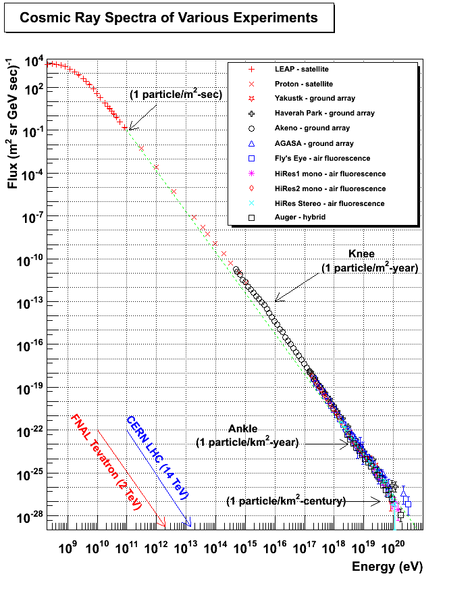 Cosmic Ray Spectra of Various Experiments
Flux (m² sr GeV sec)⁻¹
10⁴
10²
10⁻¹
10⁻⁴
10⁻⁷
10⁻¹⁰
10⁻¹³
10⁻¹⁶
10⁻¹⁹
10⁻²²
10⁻²⁵
10⁻²⁸
LEAP - satellite
Proton - satellite
Yakustk - ground array
Haverah Park - ground array
Akeno - ground array
AGASA - ground array
Fly's Eye - air fluorescence
HiRes1 mono - air fluorescence
HiRes2 mono - air fluorescence
HiRes Stereo - air fluorescence
Auger - hybrid
(1 particle/m²-sec)
Knee
(1 particle/m²-year)
Ankle
(1 particle/km²-year)
(1 particle/km²-century)
FNAL Tevatron (2 TeV)
CERN LHC (14 TeV)
10⁹ 10¹⁰ 10¹¹ 10¹² 10¹³ 10¹⁴ 10¹⁵ 10¹⁶ 10¹⁷ 10¹⁸ 10¹⁹ 10²⁰
Energy (eV)